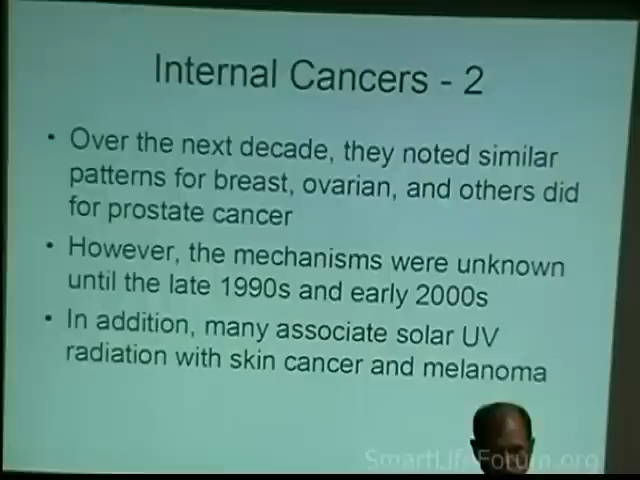 Internal Cancers - 2
• Over the next decade, they noted similar
patterns for breast, ovarian, and others did
for prostate cancer
• However, the mechanisms were unknown
until the late 1990s and early 2000s
• In addition, many associate solar UV
radiation with skin cancer and melanoma
SmartLifeForum.org